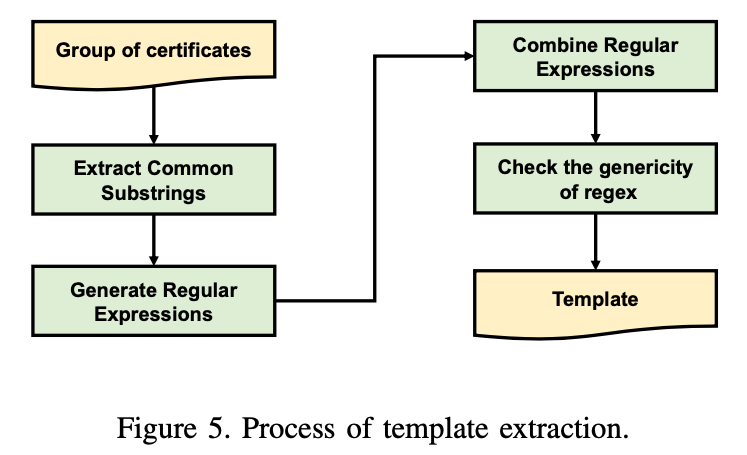 Group of certificates
Extract Common
Substrings
Generate Regular
Expressions
Combine Regular
Expressions
Check the genericity
of regex
Template
Figure 5. Process of template extraction.